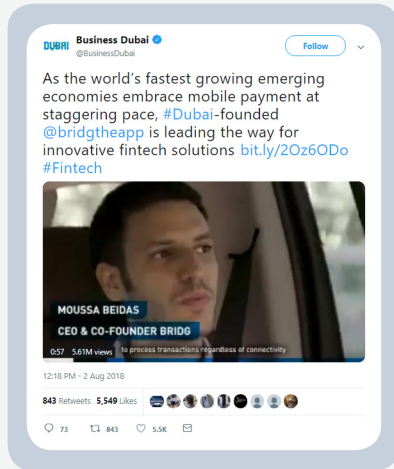 DUBAI
Business Dubai
@BusinessDubai
Follow
As the world's fastest growing emerging
economies embrace mobile payment at
staggering pace, #Dubai-founded
@bridgtheapp is leading the way for
innovative fintech solutions bit.ly/2Oz6ODo
#Fintech
MOUSSA BEIDAS
CEO & CO-FOUNDER BRIDG
0:57 5.61M views
to process transactions regardless of connectivity
12:18 PM - 2 Aug 2018
843 Retweets 5,549 Likes
73 843 5.5K